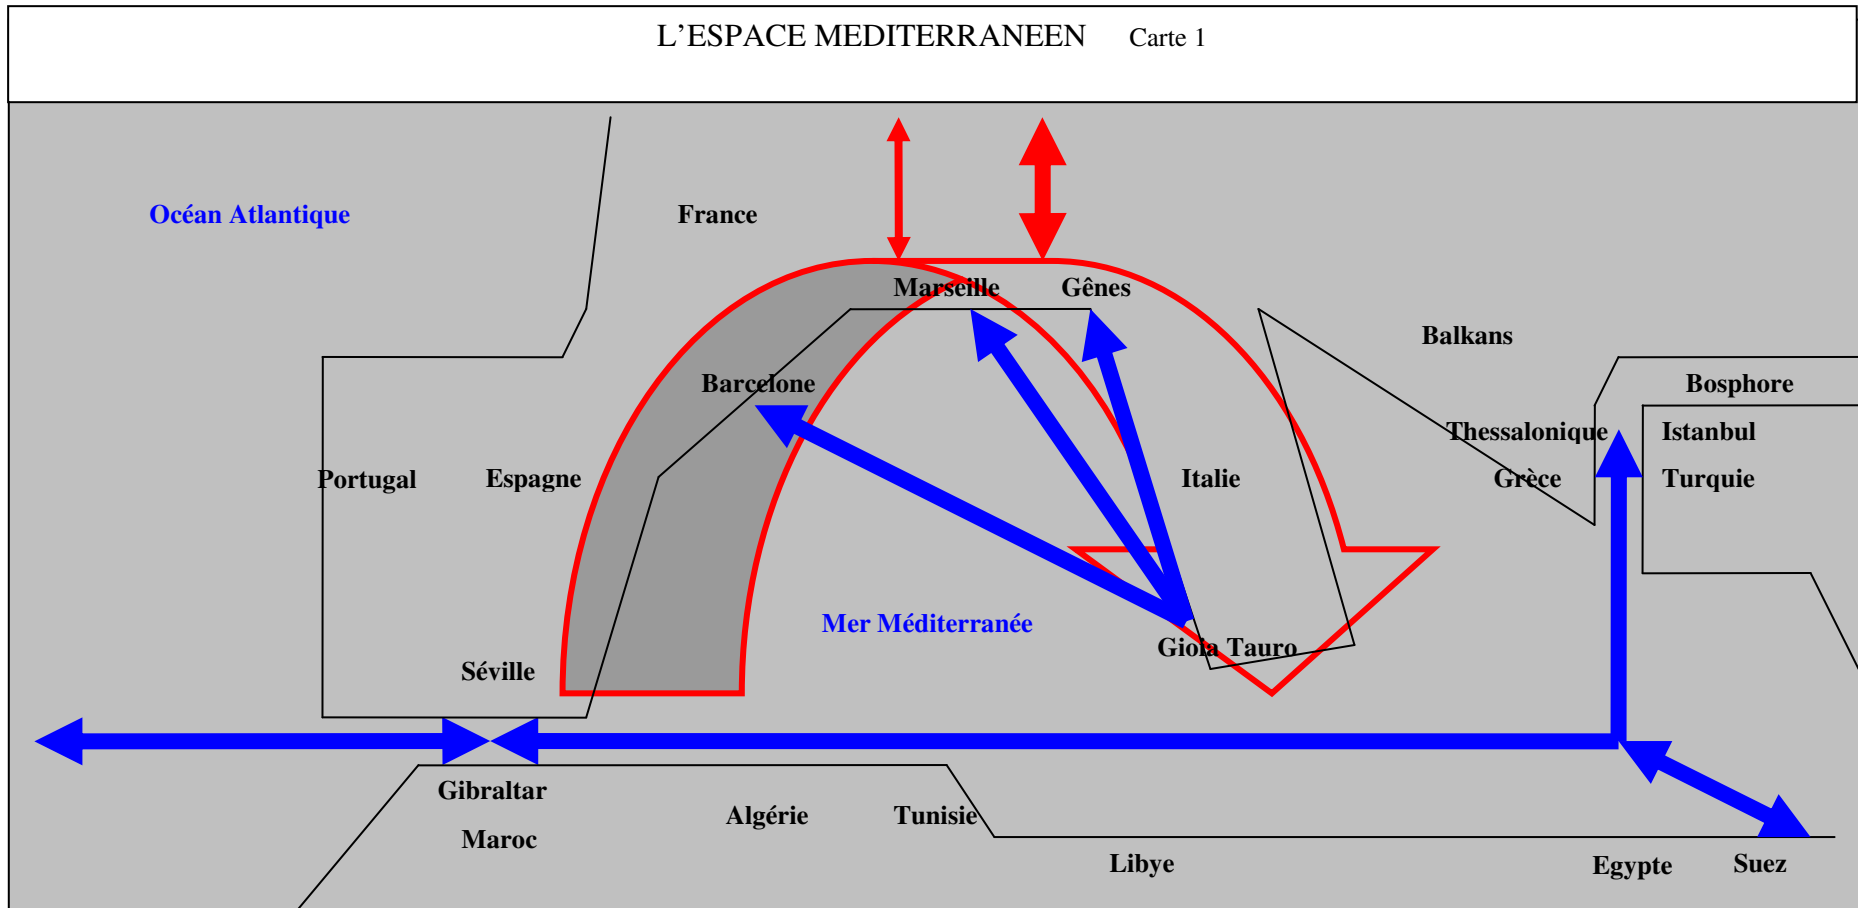 L'ESPACE MEDITERRANEEN Carte 1
Océan Atlantique
France
Marseille
Gênes
Balkans
Barcelone
Bosphore
Thessalonique
Istanbul
Portugal
Espagne
Italie
Grèce
Turquie
Mer Méditerranée
Gioia Tauro
Séville
Gibraltar
Algérie
Tunisie
Maroc
Libye
Egypte
Suez